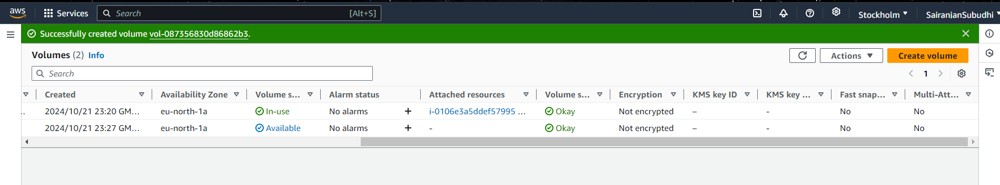 aws Services Search [Alt+S] Stockholm SairanjanSubudhi
Successfully created volume vol-087356830d86862b3.
Volumes (2) Info Actions Create volume
Search 1
Created Availability Zone Volume s... Alarm status Attached resources Volume s... Encryption KMS key ID KMS key ... Fast snap... Multi-Att...
... 2024/10/21 23:20 GM... eu-north-1a In-use No alarms + i-0106e3a5ddef57995 ... Okay Not encrypted – - No No
2024/10/21 23:27 GM... eu-north-1a Available No alarms + - Okay Not encrypted – - No No